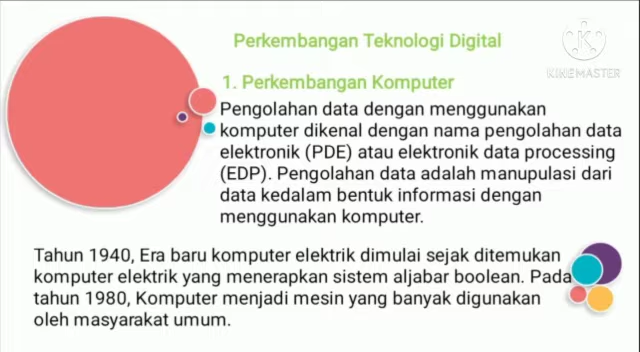 Perkembangan Teknologi Digital
KINEMASTER
1. Perkembangan Komputer
Pengolahan data dengan menggunakan
komputer dikenal dengan nama pengolahan data
elektronik (PDE) atau elektronik data processing
(EDP). Pengolahan data adalah manupulasi dari
data kedalam bentuk informasi dengan
menggunakan komputer.
Tahun 1940, Era baru komputer elektrik dimulai sejak ditemukan
komputer elektrik yang menerapkan sistem aljabar boolean. Pada
tahun 1980, Komputer menjadi mesin yang banyak digunakan
oleh masyarakat umum.